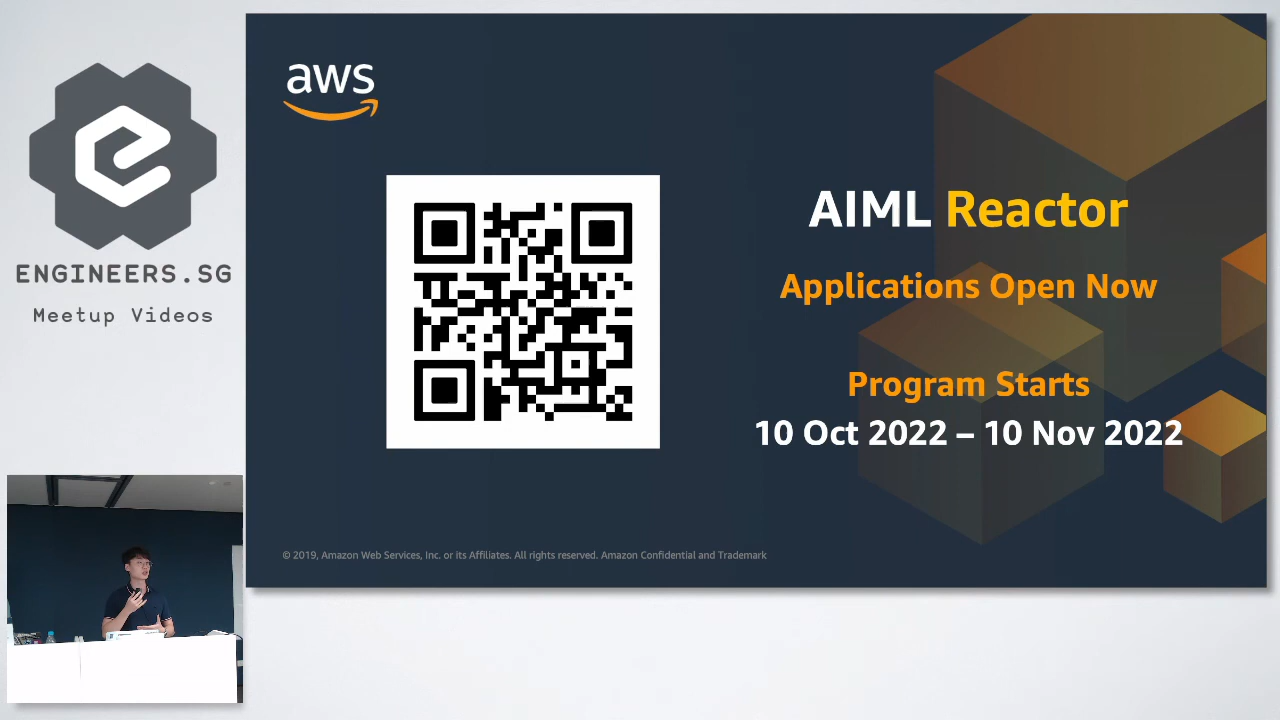 ENGINEERS.SG
Meetup Videos
aws
AIML Reactor
Applications Open Now
Program Starts
10 Oct 2022 – 10 Nov 2022
© 2019, Amazon Web Services, Inc. or its Affiliates. All rights reserved. Amazon Confidential and Trademark